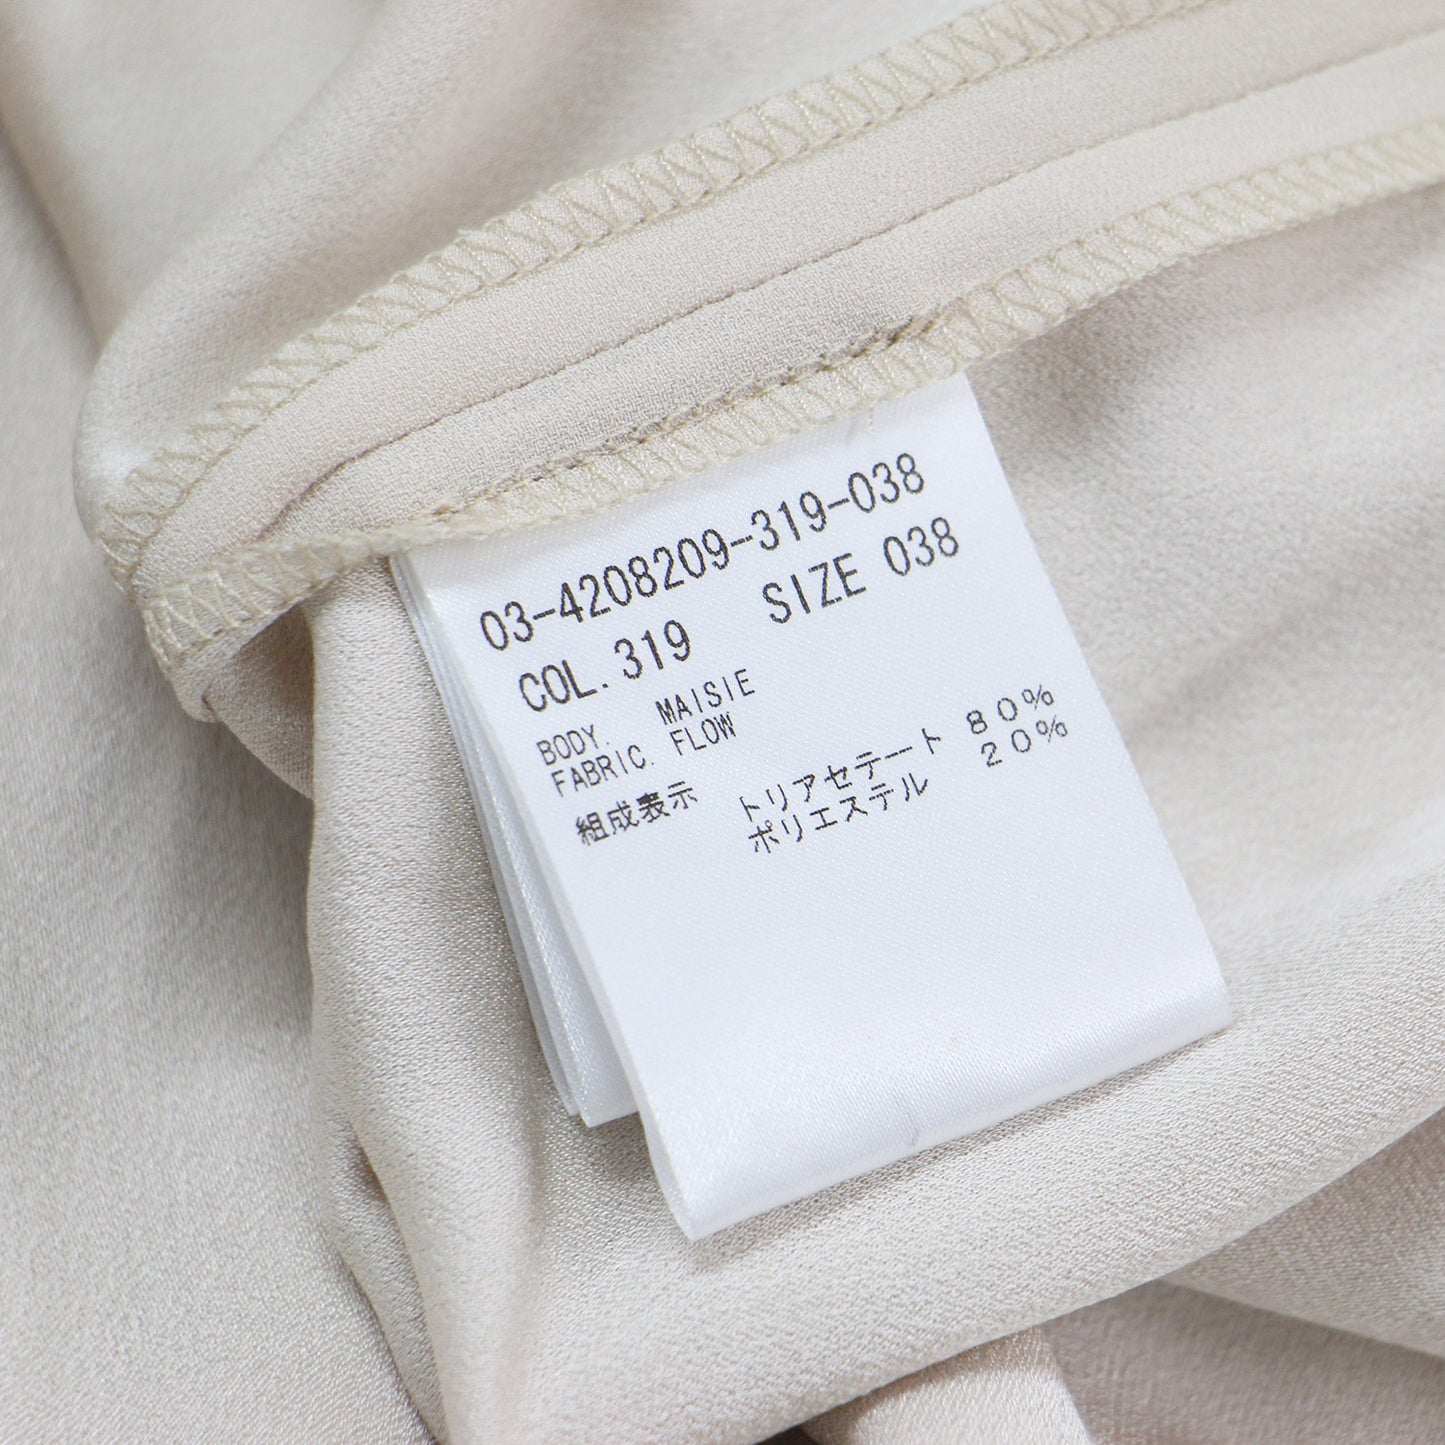 03-4208209-319-038
COL.319 SIZE 038
BODY. MAISIE
FABRIC. FLOW
組成表示 トリアセテート 80%
ポリエステル 20%